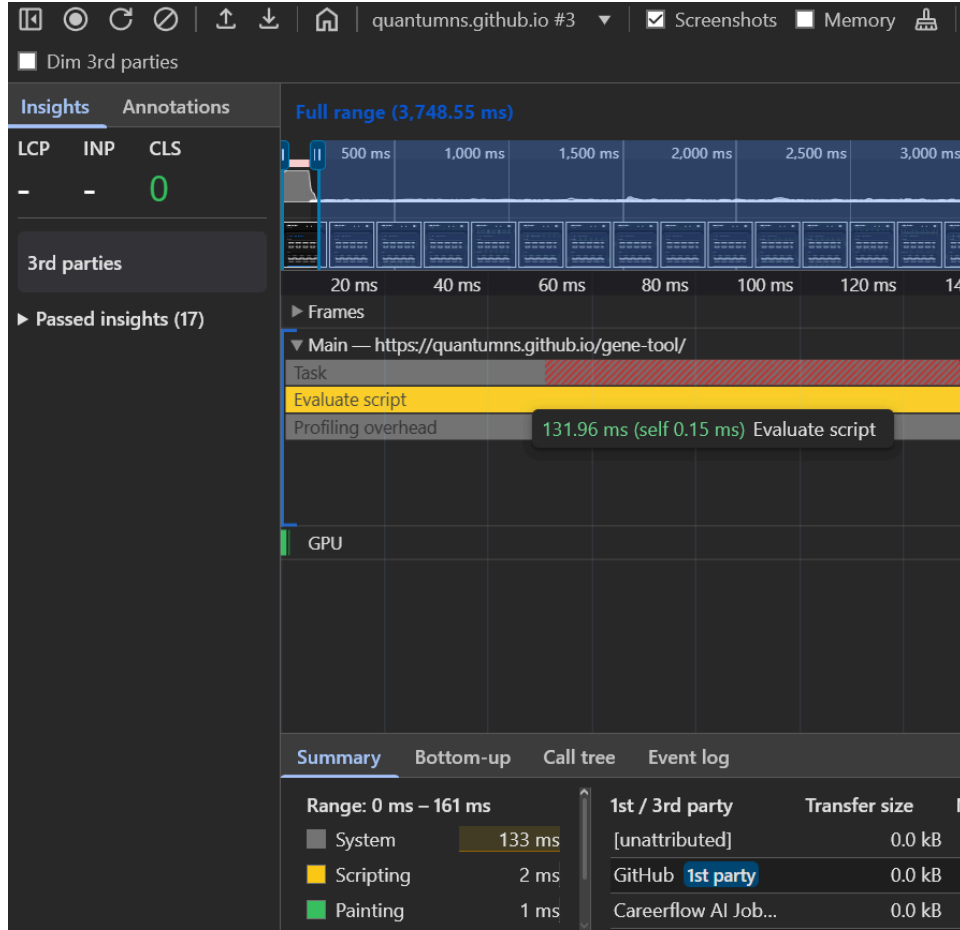 quantumns.github.io #3 Screenshots Memory
Dim 3rd parties
Insights Annotations
LCP INP CLS
- - 0
3rd parties
Passed insights (17)
Full range (3,748.55 ms)
500 ms 1,000 ms 1,500 ms 2,000 ms 2,500 ms 3,000 ms
20 ms 40 ms 60 ms 80 ms 100 ms 120 ms 14
Frames
Main — https://quantumns.github.io/gene-tool/
Task
Evaluate script
Profiling overhead
131.96 ms (self 0.15 ms) Evaluate script
GPU
Summary Bottom-up Call tree Event log
Range: 0 ms – 161 ms
System 133 ms
Scripting 2 ms
Painting 1 ms
1st / 3rd party Transfer size
[unattributed] 0.0 kB
GitHub 1st party 0.0 kB
Careerflow AI Job... 0.0 kB